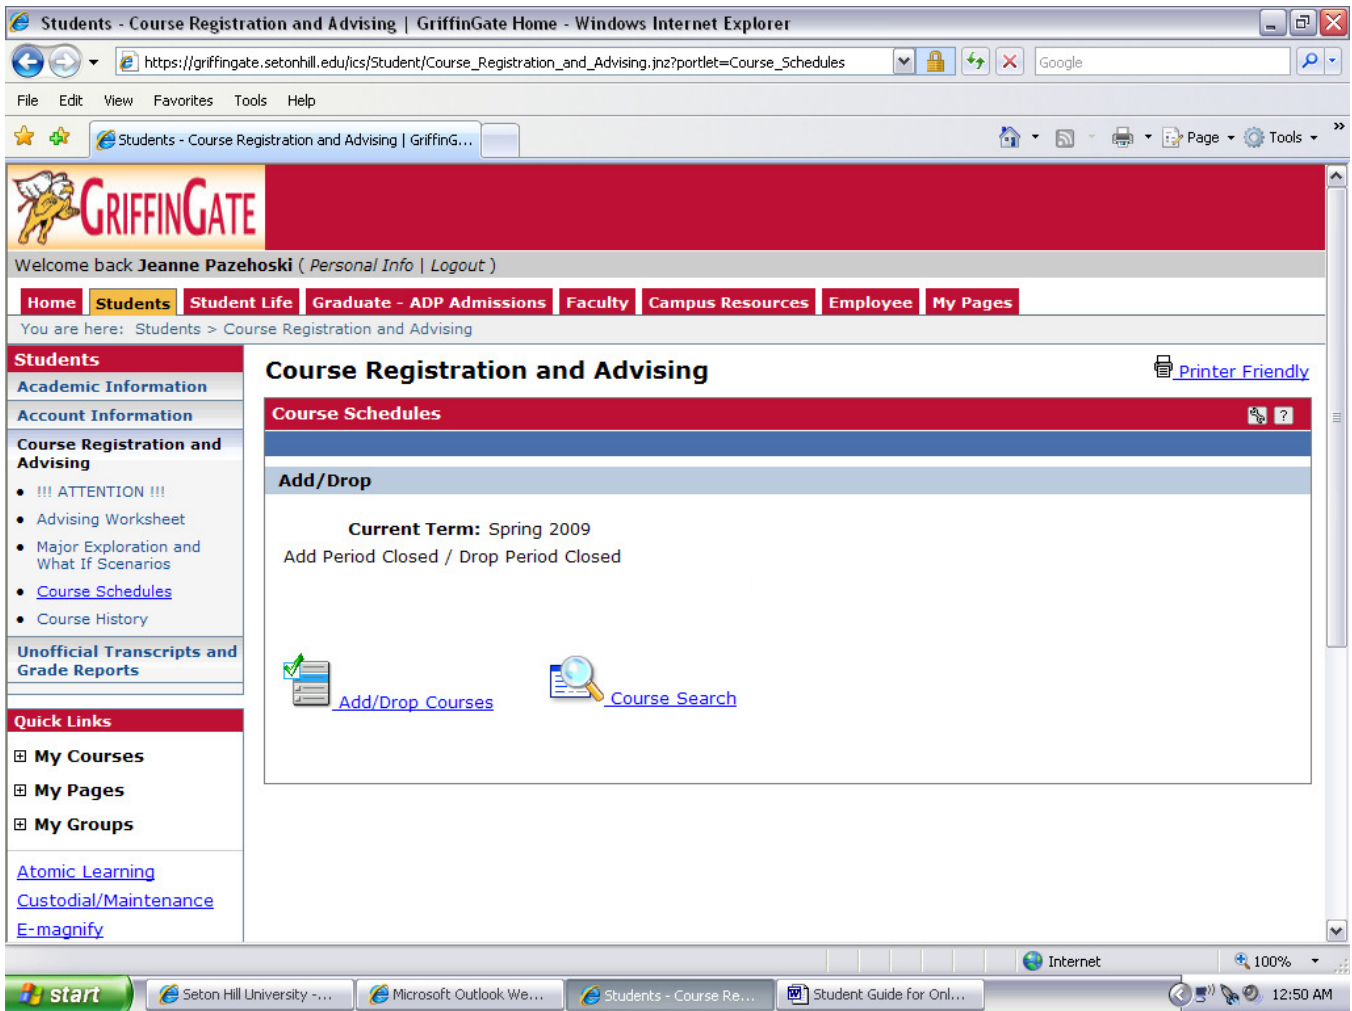 Students - Course Registration and Advising | GriffinGate Home - Windows Internet Explorer
https://griffingate.setonhill.edu/ics/Student/Course_Registration_and_Advising.jnz?portlet=Course_Schedules
Google
File Edit View Favorites Tools Help
Students - Course Registration and Advising | GriffinG...
Page Tools »
GRIFFINGATE
Welcome back Jeanne Pazehoski ( Personal Info | Logout )
Home Students Student Life Graduate - ADP Admissions Faculty Campus Resources Employee My Pages
You are here: Students > Course Registration and Advising
Students
Academic Information
Account Information
Course Registration and
Advising
!!! ATTENTION !!!
Advising Worksheet
Major Exploration and
What If Scenarios
Course Schedules
Course History
Unofficial Transcripts and
Grade Reports
Quick Links
My Courses
My Pages
My Groups
Atomic Learning
Custodial/Maintenance
E-magnify
Course Registration and Advising
Printer Friendly
Course Schedules
?
Add/Drop
Current Term: Spring 2009
Add Period Closed / Drop Period Closed
Add/Drop Courses
Course Search
Internet
100%
start
Seton Hill University -...
Microsoft Outlook We...
Students - Course Re...
Student Guide for Onl...
12:50 AM